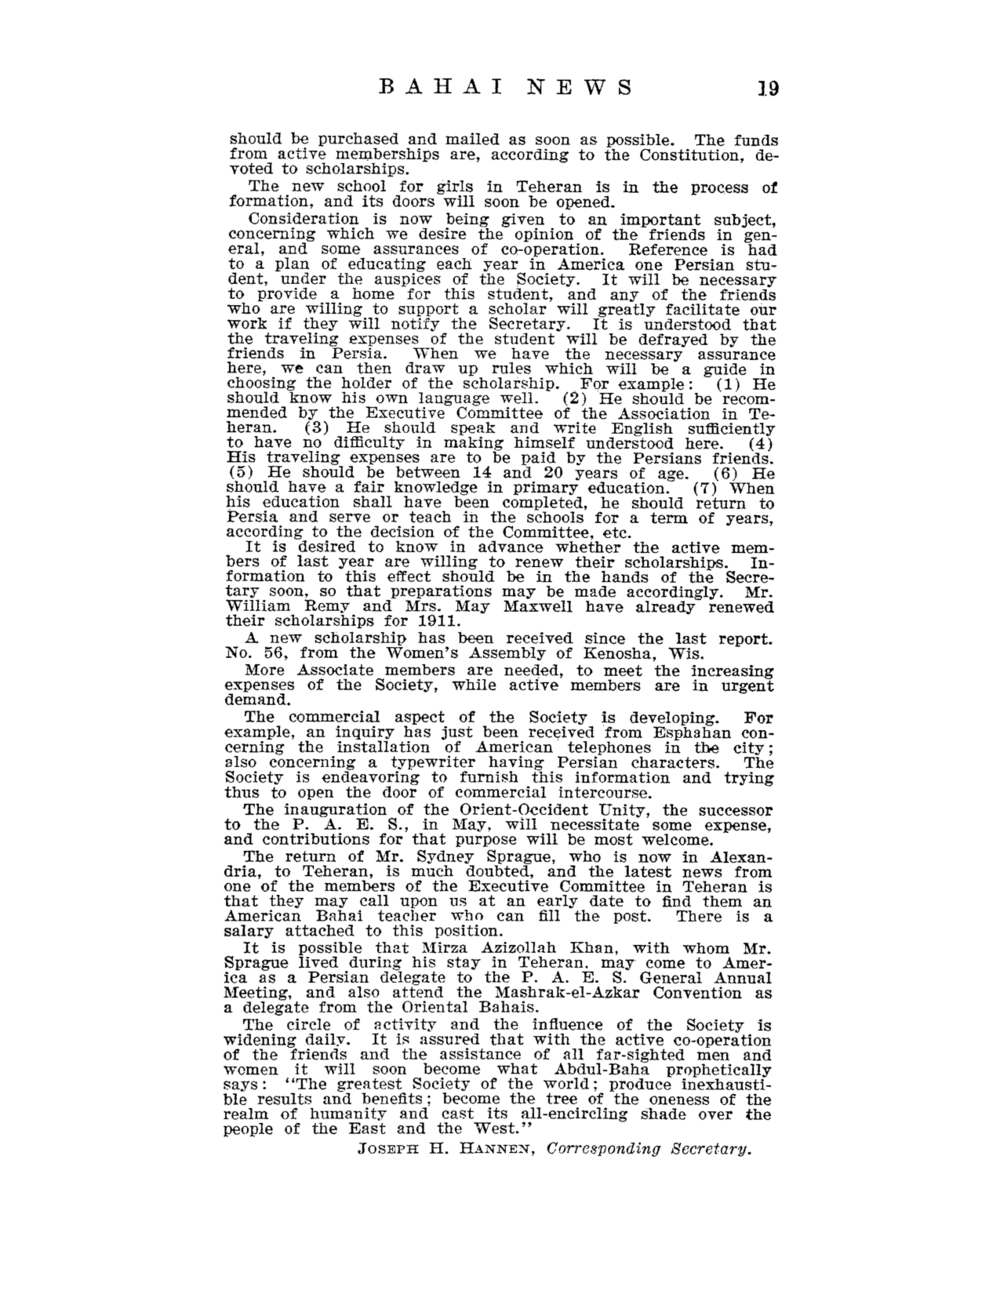 BAHAI NEWS 19
should be purchased and mailed as soon as possible. The funds
from active memberships are, according to the Constitution, de-
voted to scholarships.
The new school for girls in Teheran is in the process of
formation, and its doors will soon be opened.
Consideration is now being given to an important subject,
concerning which we desire the opinion of the friends in gen-
eral, and some assurances of co-operation. Reference is had
to a plan of educating each year in America one Persian stu-
dent, under the auspices of the Society. It will be necessary
to provide a home for this student, and any of the friends
who are willing to support a scholar will greatly facilitate our
work if they will notify the Secretary. It is understood that
the traveling expenses of the student will be defrayed by the
friends in Persia. When we have the necessary assurance
here, we can then draw up rules which will be a guide in
choosing the holder of the scholarship. For example: (1) He
should know his own language well. (2) He should be recom-
mended by the Executive Committee of the Association in Te-
heran. (3) He should speak and write English sufficiently
to have no difficulty in making himself understood here. (4)
His traveling expenses are to be paid by the Persians friends.
(5) He should be between 14 and 20 years of age. (6) He
should have a fair knowledge in primary education. (7) When
his education shall have been completed, he should return to
Persia and serve or teach in the schools for a term of years,
according to the decision of the Committee, etc.
It is desired to know in advance whether the active mem-
bers of last year are willing to renew their scholarships. In-
formation to this effect should be in the hands of the Secre-
tary soon, so that preparations may be made accordingly. Mr.
William Remy and Mrs. May Maxwell have already renewed
their scholarships for 1911.
A new scholarship has been received since the last report.
No. 56, from the Women's Assembly of Kenosha, Wis.
More Associate members are needed, to meet the increasing
expenses of the Society, while active members are in urgent
demand.
The commercial aspect of the Society is developing. For
example, an inquiry has just been received from Esphahan con-
cerning the installation of American telephones in the city;
also concerning a typewriter having Persian characters. The
Society is endeavoring to furnish this information and trying
thus to open the door of commercial intercourse.
The inauguration of the Orient-Occident Unity, the successor
to the P. A. E. S., in May, will necessitate some expense,
and contributions for that purpose will be most welcome.
The return of Mr. Sydney Sprague, who is now in Alexan-
dria, to Teheran, is much doubted, and the latest news from
one of the members of the Executive Committee in Teheran is
that they may call upon us at an early date to find them an
American Bahai teacher who can fill the post. There is a
salary attached to this position.
It is possible that Mirza Azizollah Khan, with whom Mr.
Sprague lived during his stay in Teheran, may come to Amer-
ica as a Persian delegate to the P. A. E. S. General Annual
Meeting, and also attend the Mashrak-el-Azkar Convention as
a delegate from the Oriental Bahais.
The circle of activity and the influence of the Society is
widening daily. It is assured that with the active co-operation
of the friends and the assistance of all far-sighted men and
women it will soon become what Abdul-Baha prophetically
says: "The greatest Society of the world; produce inexhausti-
ble results and benefits; become the tree of the oneness of the
realm of humanity and cast its all-encircling shade over the
people of the East and the West."
JOSEPH H. HANNEN, Corresponding Secretary.